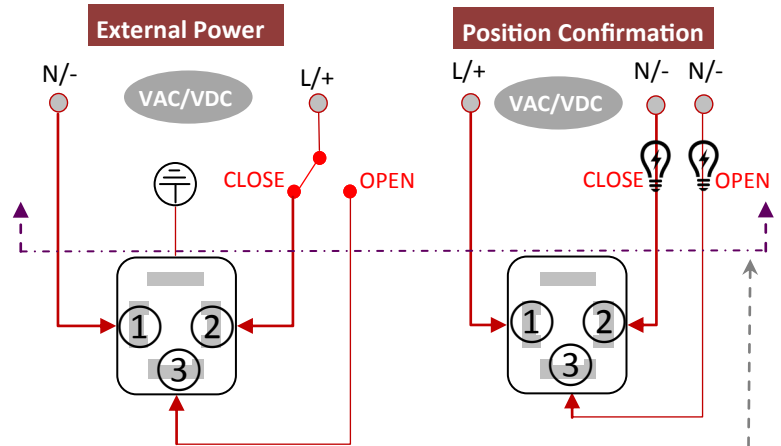 External Power
Position Confirmation
N/-
L/+
L/+
N/-
N/-
VAC/VDC
VAC/VDC
CLOSE
OPEN
CLOSE
OPEN
1
2
3
1
2
3